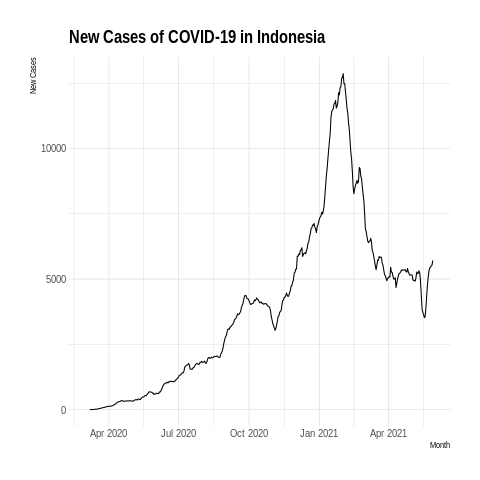 New Cases of COVID-19 in Indonesia
New Cases
10000
5000
0
Apr 2020 Jul 2020 Oct 2020 Jan 2021 Apr 2021
Month